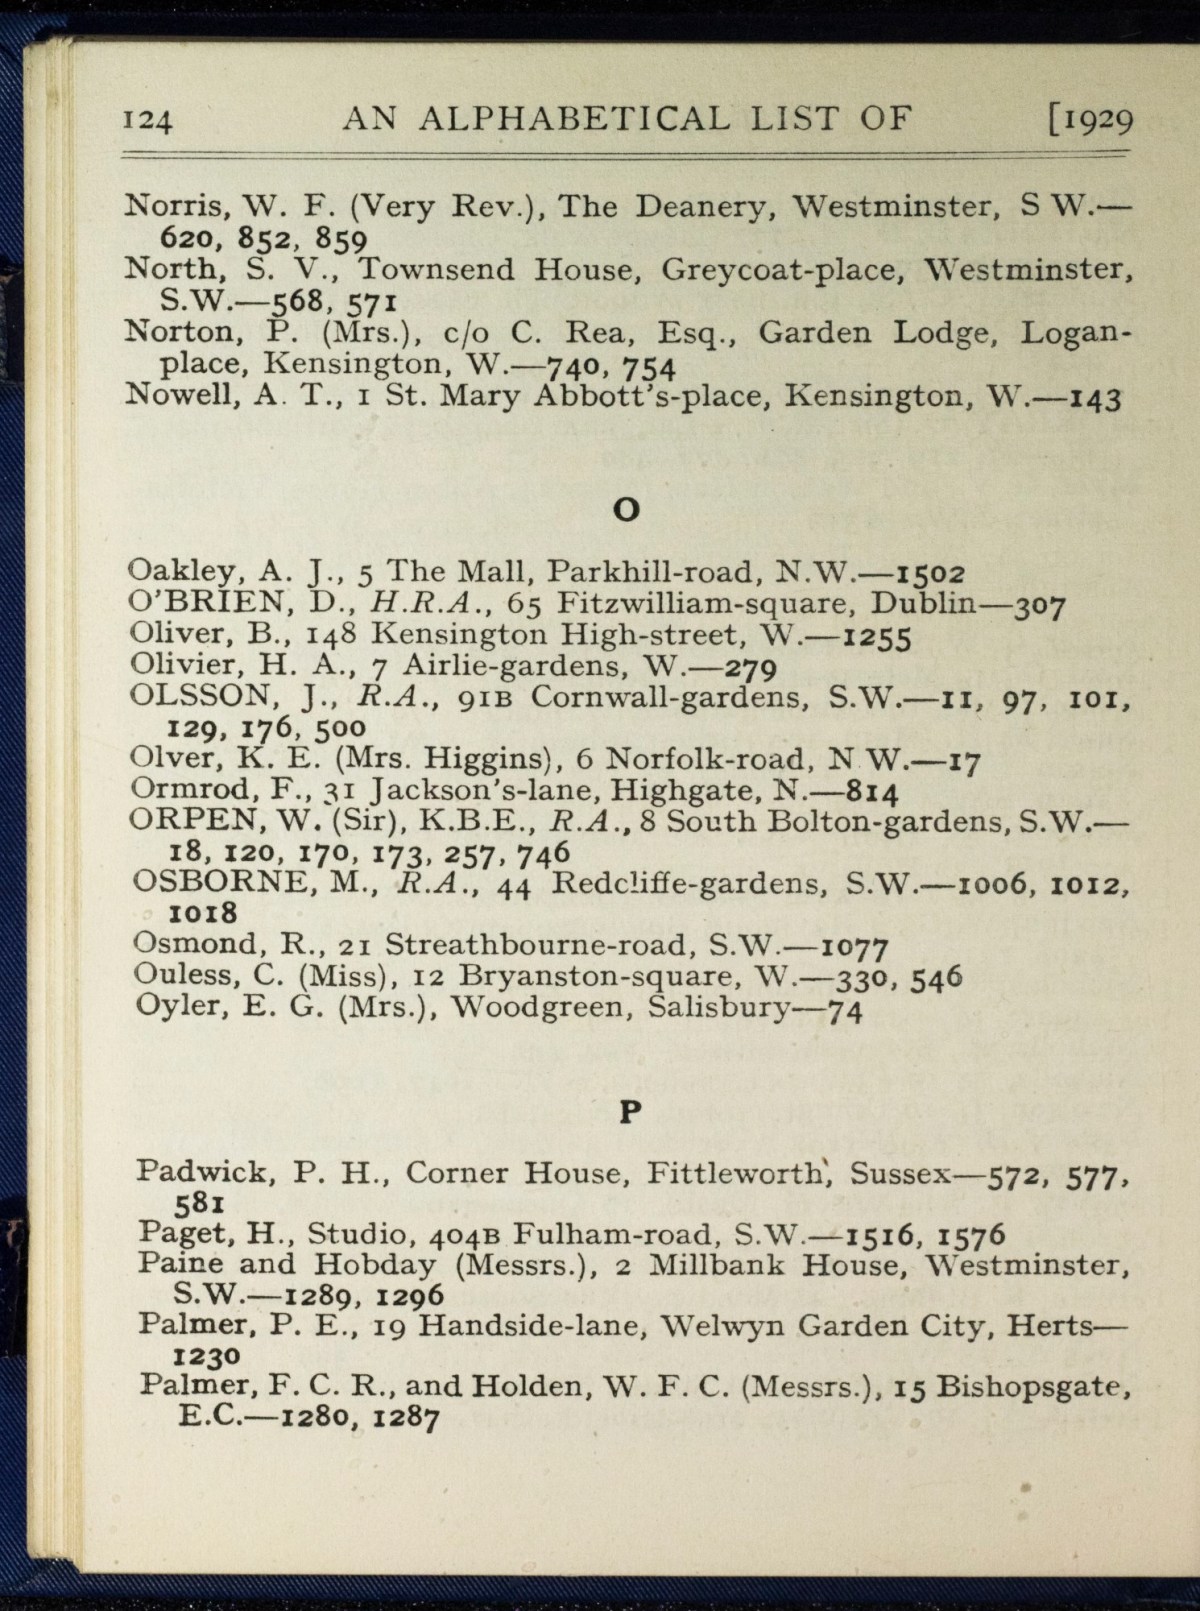 124 AN ALPHABETICAL LIST OF [1929
Norris, W. F. (Very Rev.), The Deanery, Westminster, S W.—
620, 852, 859
North, S. V., Townsend House, Greycoat-place, Westminster,
S.W.—568, 571
Norton, P. (Mrs.), c/o C. Rea, Esq., Garden Lodge, Logan-
place, Kensington, W.—740, 754
Nowell, A. T., 1 St. Mary Abbott's-place, Kensington, W.—143
O
Oakley, A. J., 5 The Mall, Parkhill-road, N.W.—1502
O'BRIEN, D., H.R.A., 65 Fitzwilliam-square, Dublin—307
Oliver, B., 148 Kensington High-street, W.—1255
Olivier, H. A., 7 Airlie-gardens, W.—279
OLSSON, J., R.A., 91B Cornwall-gardens, S.W.—11, 97, 101,
129, 176, 500
Olver, K. E. (Mrs. Higgins), 6 Norfolk-road, N W.—17
Ormrod, F., 31 Jackson's-lane, Highgate, N.—814
ORPEN, W. (Sir), K.B.E., R.A., 8 South Bolton-gardens, S.W.—
18, 120, 170, 173, 257, 746
OSBORNE, M., R.A., 44 Redcliffe-gardens, S.W.—1006, 1012,
1018
Osmond, R., 21 Streathbourne-road, S.W.—1077
Ouless, C. (Miss), 12 Bryanston-square, W.—330, 546
Oyler, E. G. (Mrs.), Woodgreen, Salisbury—74
P
Padwick, P. H., Corner House, Fittleworth, Sussex—572, 577,
581
Paget, H., Studio, 404B Fulham-road, S.W.—1516, 1576
Paine and Hobday (Messrs.), 2 Millbank House, Westminster,
S.W.—1289, 1296
Palmer, P. E., 19 Handside-lane, Welwyn Garden City, Herts—
1230
Palmer, F. C. R., and Holden, W. F. C. (Messrs.), 15 Bishopsgate,
E.C.—1280, 1287